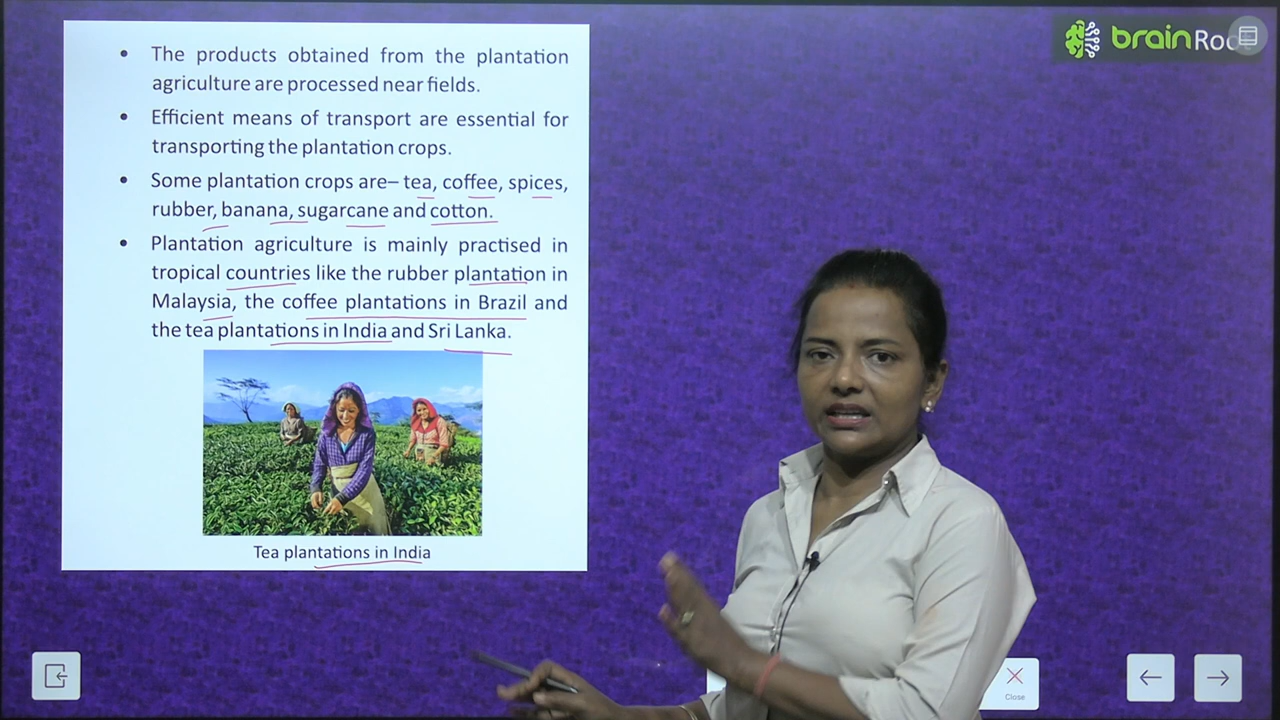 • The products obtained from the plantation
agriculture are processed near fields.
• Efficient means of transport are essential for
transporting the plantation crops.
• Some plantation crops are– tea, coffee, spices,
rubber, banana, sugarcane and cotton.
• Plantation agriculture is mainly practised in
tropical countries like the rubber plantation in
Malaysia, the coffee plantations in Brazil and
the tea plantations in India and Sri Lanka.
Tea plantations in India
brain
Close